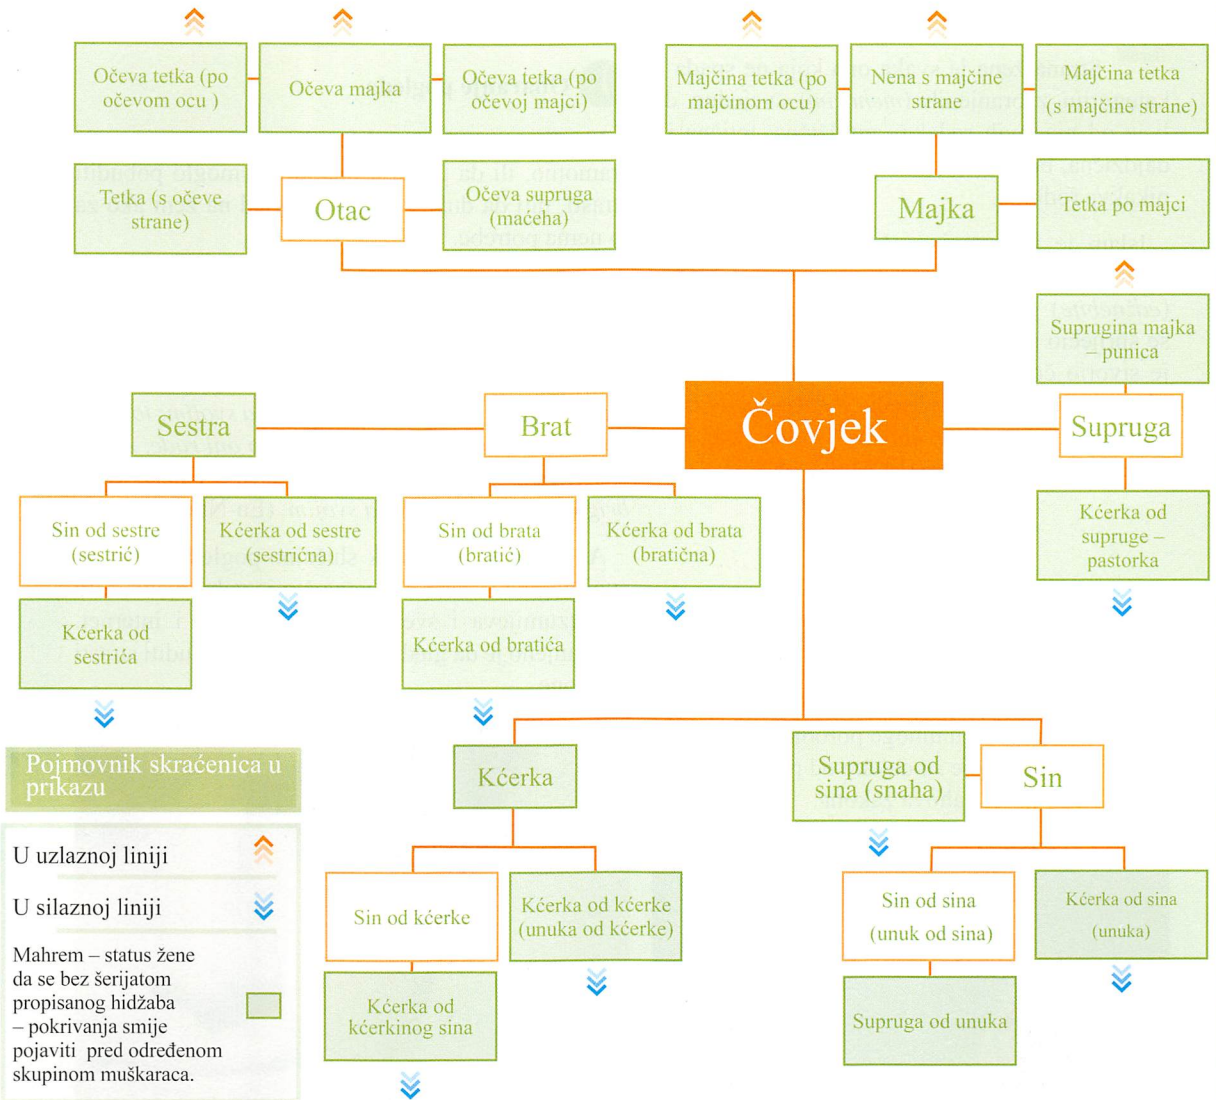 Očeva tetka (po
očevom ocu )
Očeva majka
Očeva tetka (po
očevoj majci)
Majčina tetka (po
majčinom ocu)
Nena s majčine
strane
Majčina tetka
(s majčine strane)
Tetka (s očeve
strane)
Otac
Očeva supruga
(maćeha)
Majka
Tetka po majci
Suprugina majka
– punica
Sestra
Brat
Čovjek
Supruga
Sin od sestre
(sestrić)
Kćerka od sestre
(sestrićna)
Sin od brata
(bratić)
Kćerka od brata
(bratična)
Kćerka od
supruge –
pastorka
Kćerka od
sestrića
Kćerka od bratića
Kćerka
Supruga od
sina (snaha)
Sin
Sin od kćerke
Kćerka od kćerke
(unuka od kćerke)
Sin od sina
(unuk od sina)
Kćerka od sina
(unuka)
Kćerka od
kćerkinog sina
Supruga od unuka
Pojmovnik skraćenica u
prikazu
U uzlaznoj liniji
U silaznoj liniji
Mahrem – status žene
da se bez šerijatom
propisanog hidžaba
– pokrivanja smije
pojaviti pred određenom
skupinom muškaraca.